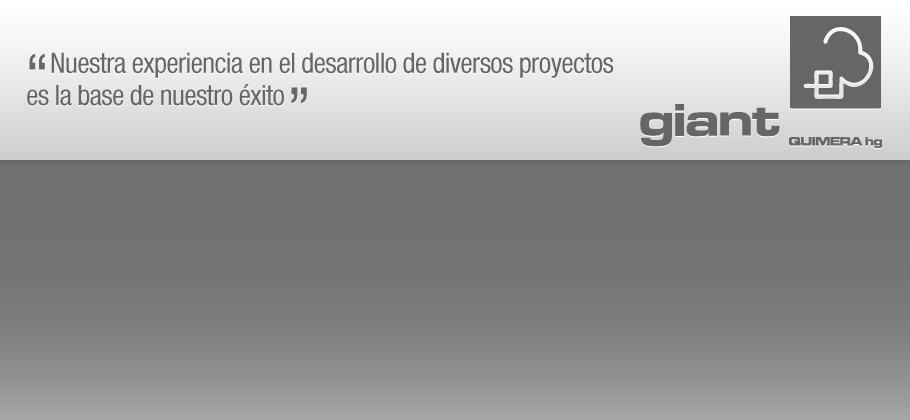 “Nuestra experiencia en el desarrollo de diversos proyectos
es la base de nuestro éxito”
giant
QUIMERA hg